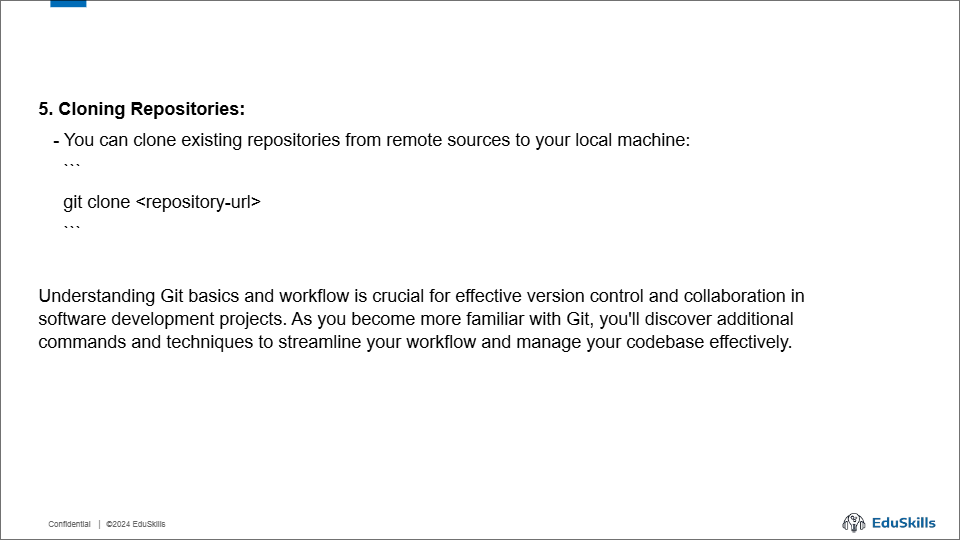 5. Cloning Repositories:
- You can clone existing repositories from remote sources to your local machine:
```
git clone <repository-url>
```
Understanding Git basics and workflow is crucial for effective version control and collaboration in
software development projects. As you become more familiar with Git, you'll discover additional
commands and techniques to streamline your workflow and manage your codebase effectively.
Confidential | ©2024 EduSkills
EduSkills